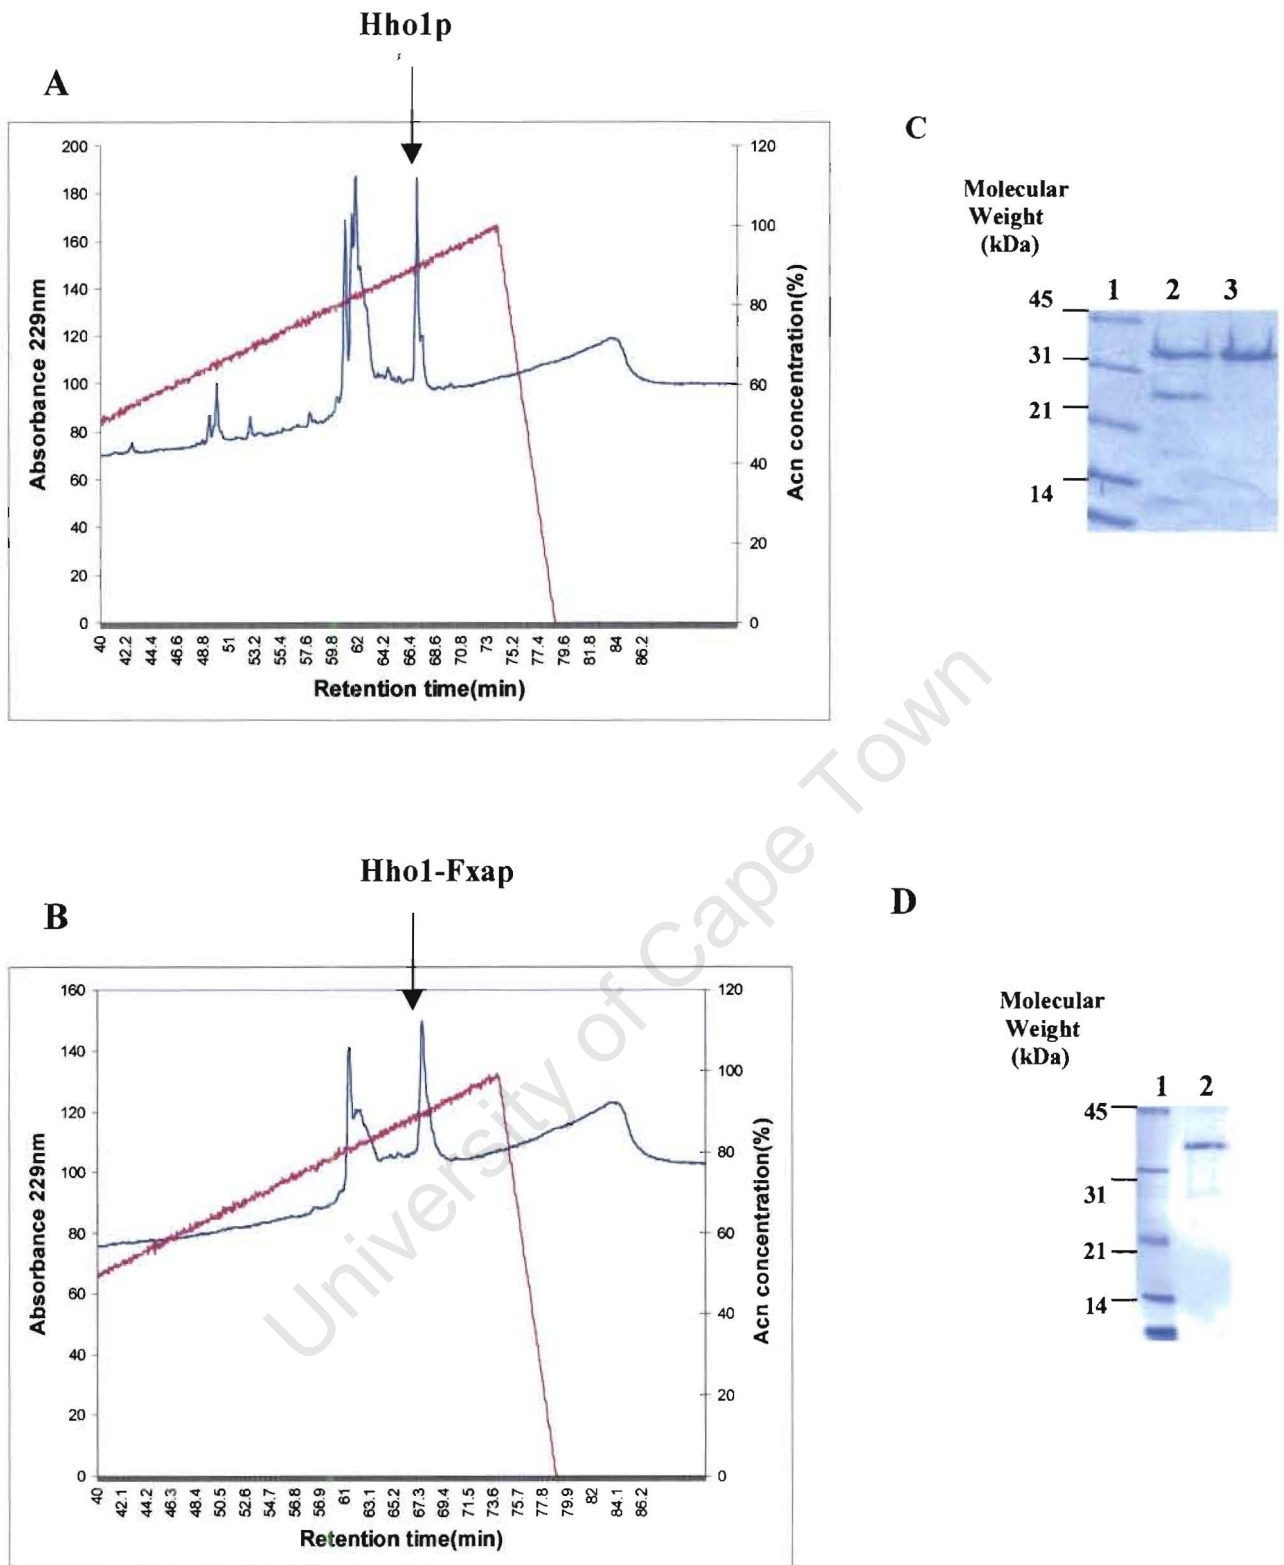 Hho1p
A
200
180
160
140
120
100
80
60
40
20
0
Absorbance 229nm
120
100
80
60
40
20
0
Acn concentration(%)
40 42.2 44.4 46.6 48.8 51 53.2 55.4 57.6 59.8 62 64.2 66.4 68.6 70.8 73 75.2 77.4 79.6 81.8 84 86.2
Retention time(min)
C
Molecular
Weight
(kDa)
1 2 3
45
31
21
14
Hho1-Fxap
B
160
140
120
100
80
60
40
20
0
Absorbance 229nm
120
100
80
60
40
20
0
Acn concentration(%)
40 42.1 44.2 46.3 48.4 50.5 52.6 54.7 56.8 56.9 61 63.1 65.2 67.3 69.4 71.5 73.6 75.7 77.8 79.9 82 84.1 86.2
Retention time(min)
D
Molecular
Weight
(kDa)
1 2
45
31
21
14
University of Cape Town